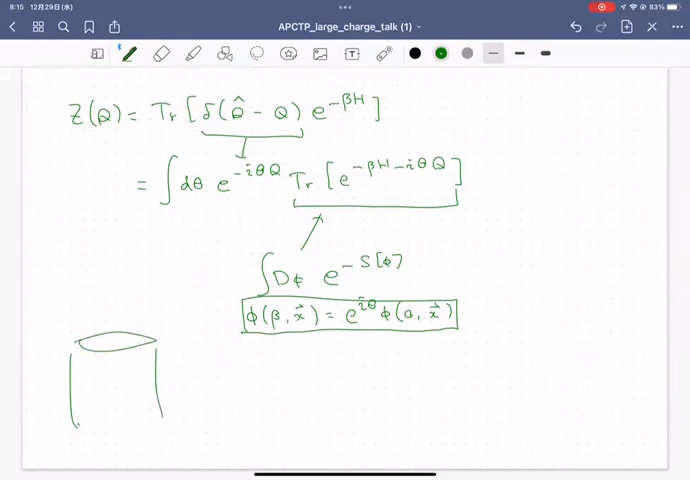 8:15 12月29日(水)
83%
APCTP_large_charge_talk (1)
Z(Q) = Tr [ δ(Q̂ - Q) e^{-βH} ]
= ∫ dθ e^{-iθQ} Tr [ e^{-βH-iθQ} ]
∫ Dϕ e^{-S[ϕ]}
ϕ(β, x⃗) = e^{iθ} ϕ(0, x⃗)